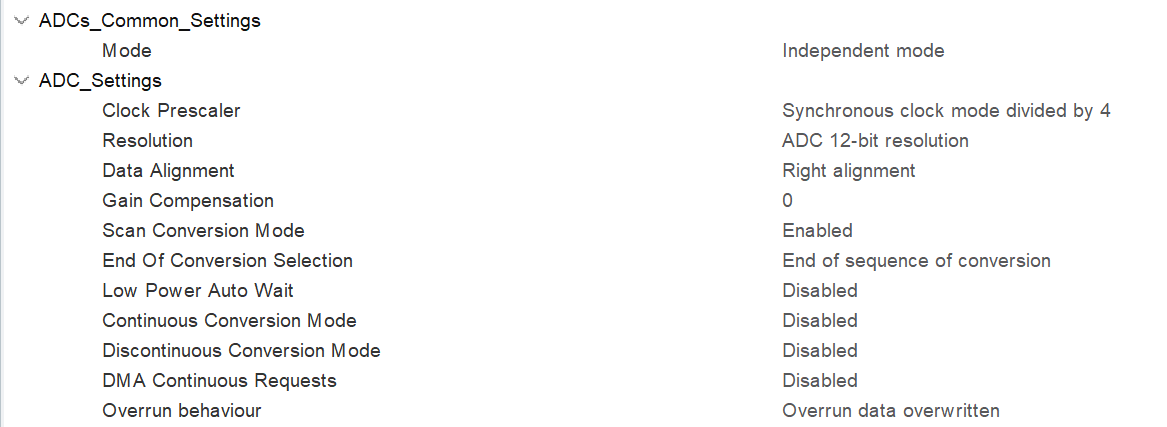 ADCs_Common_Settings
Mode Independent mode
ADC_Settings
Clock Prescaler Synchronous clock mode divided by 4
Resolution ADC 12-bit resolution
Data Alignment Right alignment
Gain Compensation 0
Scan Conversion Mode Enabled
End Of Conversion Selection End of sequence of conversion
Low Power Auto Wait Disabled
Continuous Conversion Mode Disabled
Discontinuous Conversion Mode Disabled
DMA Continuous Requests Disabled
Overrun behaviour Overrun data overwritten